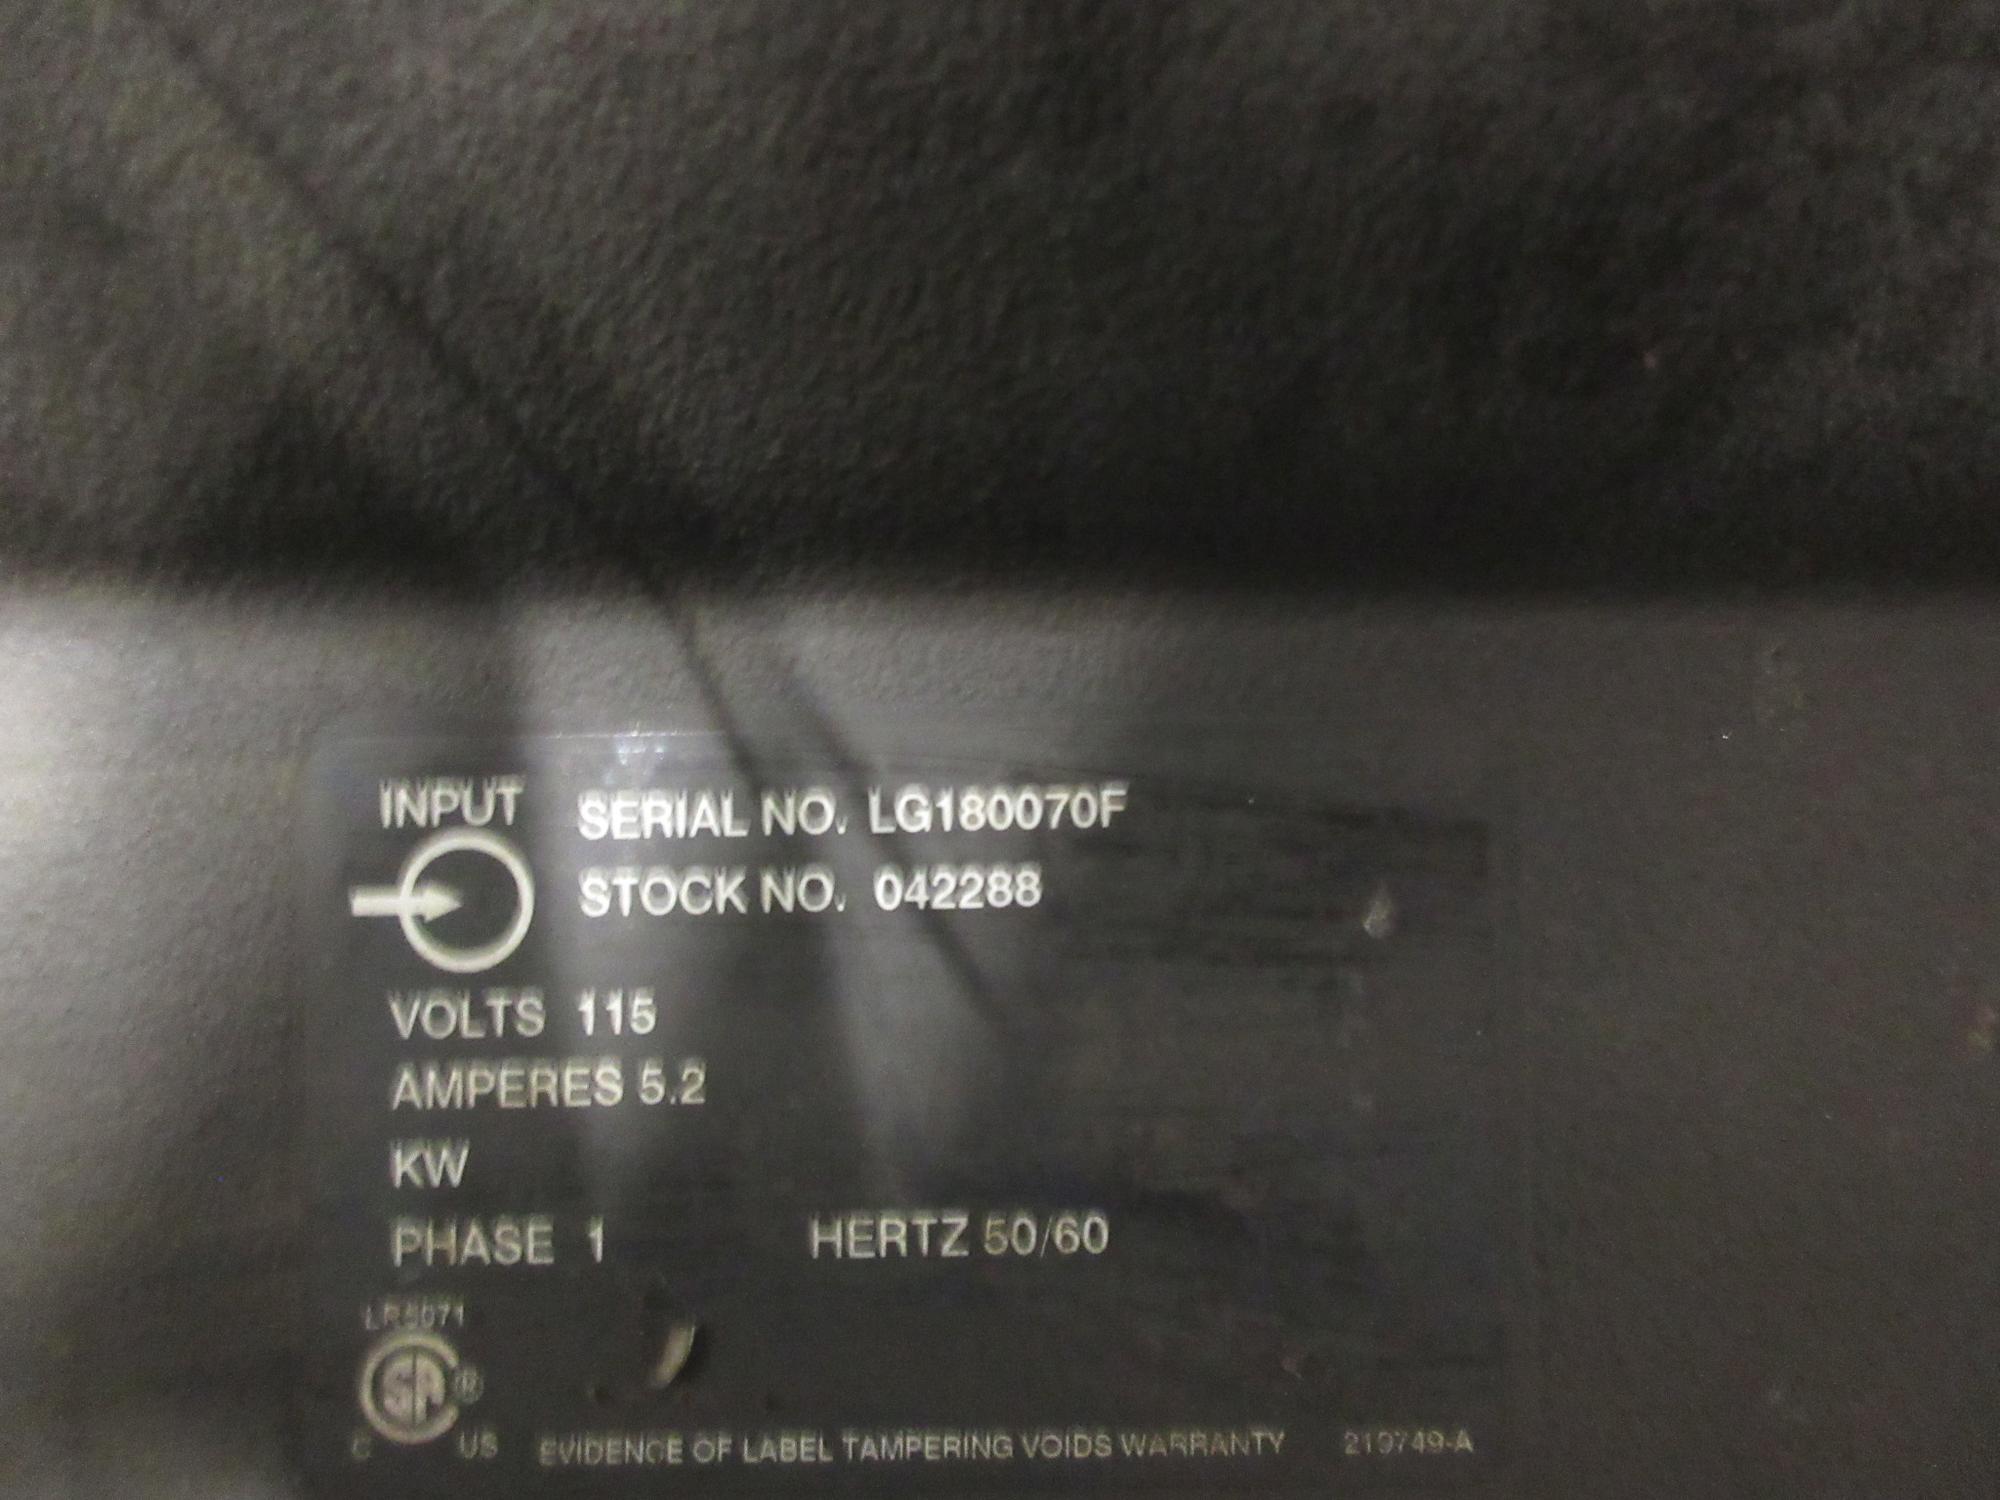 INPUT
SERIAL NO. LG180070F
STOCK NO. 042288
VOLTS 115
AMPERES 5.2
KW
PHASE 1 HERTZ 50/60
LR5071
SA ®
C US
EVIDENCE OF LABEL TAMPERING VOIDS WARRANTY 219749-A